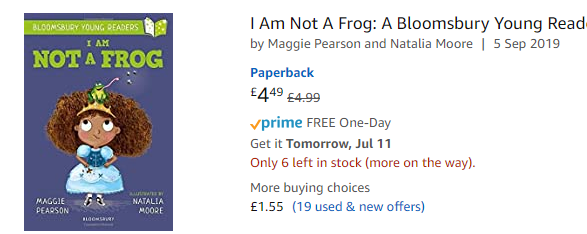 BLOOMSBURY YOUNG READERS
I AM
NOT A FROG
MAGGIE
PEARSON
ILLUSTRATED BY
NATALIA
MOORE
BLOOMSBURY
I Am Not A Frog: A Bloomsbury Young Read
by Maggie Pearson and Natalia Moore | 5 Sep 2019
Paperback
£4.49 £4.99
prime FREE One-Day
Get it Tomorrow, Jul 11
Only 6 left in stock (more on the way).
More buying choices
£1.55 (19 used & new offers)